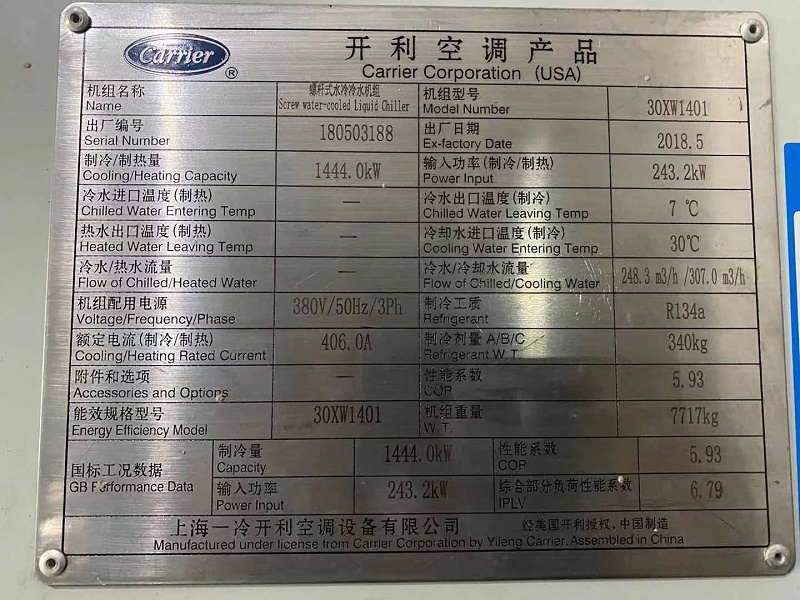 Carrier ®
开利空调产品
Carrier Corporation (USA)
机组名称 螺杆式水冷冷水机组 机组型号
Name Screw water-cooled Liquid Chiller Model Number 30XW1401
出厂编号 180503188 出厂日期 2018.5
Serial Number Ex-factory Date
制冷/制热量 1444.0kW 输入功率(制冷/制热) 243.2kW
Cooling/Heating Capacity Power Input
冷水进口温度(制热) — 冷水出口温度(制冷) 7℃
Chilled Water Entering Temp Chilled Water Leaving Temp
热水出口温度(制热) — 冷却水进口温度(制冷) 30℃
Heated Water Leaving Temp Cooling Water Entering Temp
冷水/热水流量 — 冷水/冷却水流量 248.3 m3/h /307.0 m3/h
Flow of Chilled/Heated Water Flow of Chilled/Cooling Water
机组配用电源 380V/50Hz/3Ph 制冷工质 R134a
Voltage/Frequency/Phase Refrigerant
额定电流(制冷/制热) 406.0A 制冷剂量 A/B/C 340kg
Cooling/Heating Rated Current Refrigerant W.T.
附件和选项 — 性能系数 5.93
Accessories and Options COP
能效规格型号 30XW1401 机组重量 7717kg
Energy Efficiency Model W.T.
国标工况数据 制冷量 1444.0kW 性能系数 5.93
GB Performance Data Capacity COP
输入功率 243.2kW 综合部分负荷性能系数 6.79
Power Input IPLV
上海一冷开利空调设备有限公司 经美国开利授权，中国制造
Manufactured under license from Carrier Corporation by Yileng Carrier. Assembled in China